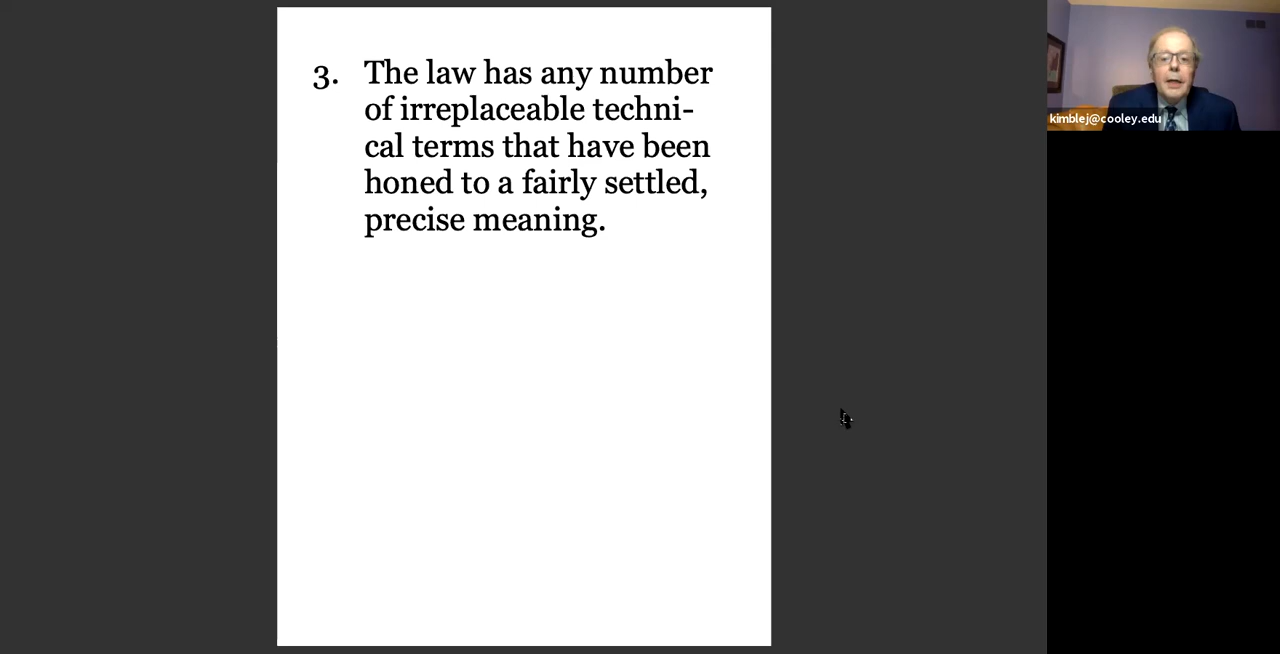 3. The law has any number
of irreplaceable techni-
cal terms that have been
honed to a fairly settled,
precise meaning.
kimblej@cooley.edu